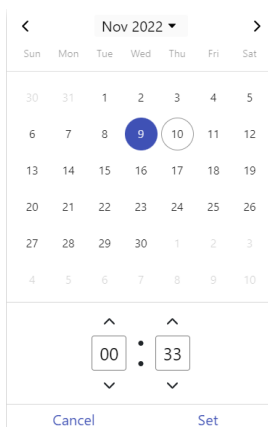 Nov 2022
Sun Mon Tue Wed Thu Fri Sat
30 31 1 2 3 4 5
6 7 8 9 10 11 12
13 14 15 16 17 18 19
20 21 22 23 24 25 26
27 28 29 30 1 2 3
4 5 6 7 8 9 10
00 : 33
Cancel Set